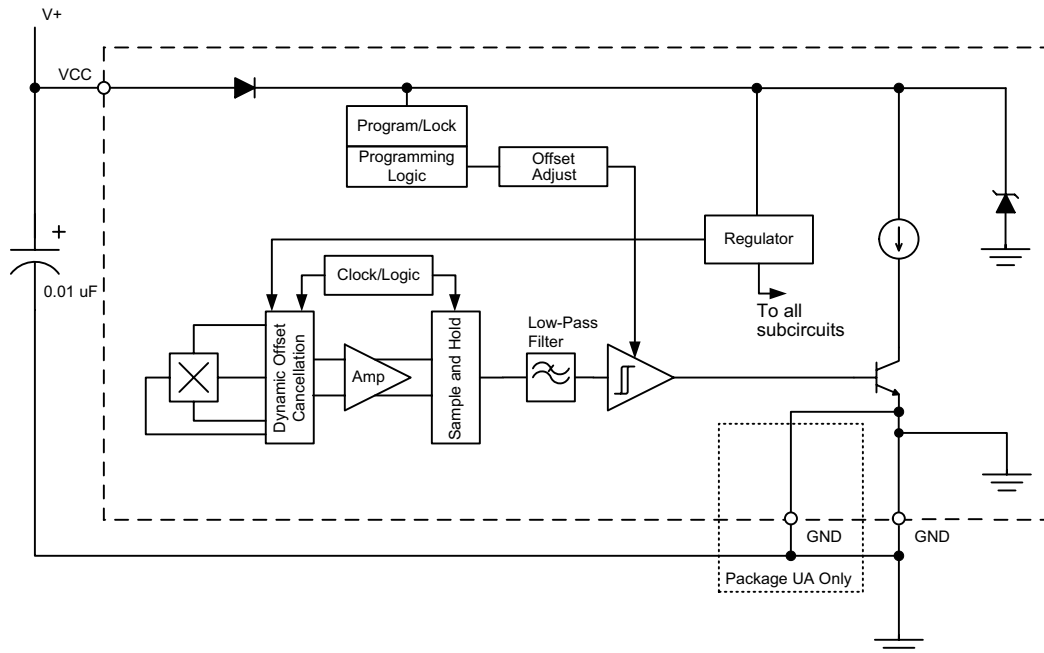 V+
VCC
Program/Lock
Programming
Logic
Offset
Adjust
Regulator
+
0.01 uF
Clock/Logic
To all
subcircuits
Dynamic Offset
Cancellation
Amp
Sample and Hold
Low-Pass
Filter
GND
GND
Package UA Only